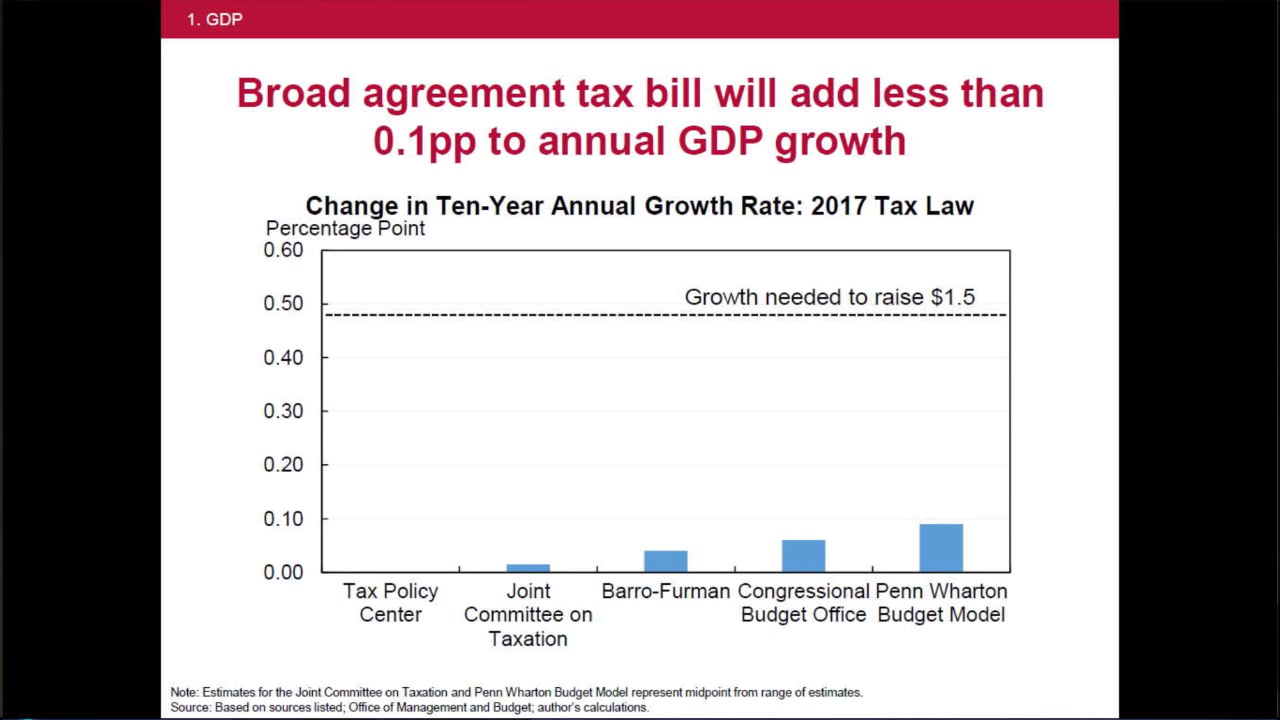 1. GDP
Broad agreement tax bill will add less than
0.1pp to annual GDP growth
Change in Ten-Year Annual Growth Rate: 2017 Tax Law
Percentage Point
0.60
0.50
0.40
0.30
0.20
0.10
0.00
Growth needed to raise $1.5
Tax Policy
Center
Joint
Committee on
Taxation
Barro-Furman
Congressional
Budget Office
Penn Wharton
Budget Model
Note: Estimates for the Joint Committee on Taxation and Penn Wharton Budget Model represent midpoint from range of estimates.
Source: Based on sources listed; Office of Management and Budget; author's calculations.